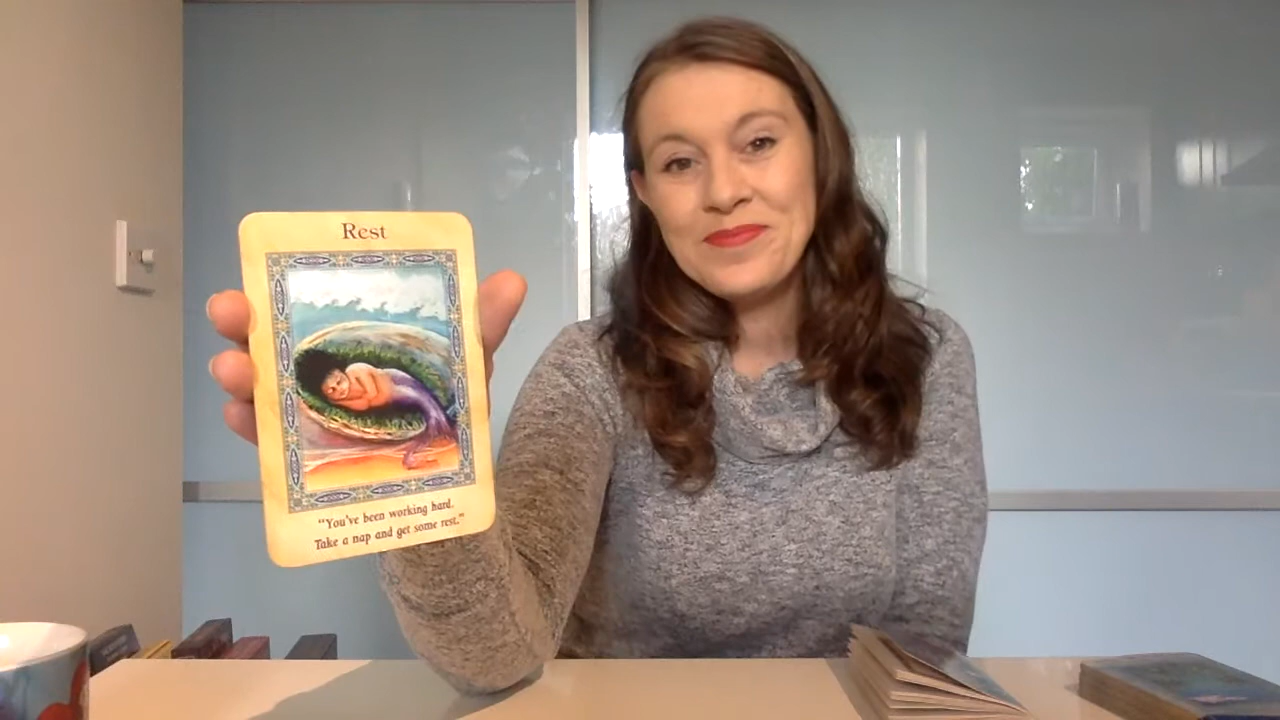 Rest
“You’ve been working hard.
Take a nap and get some rest.”